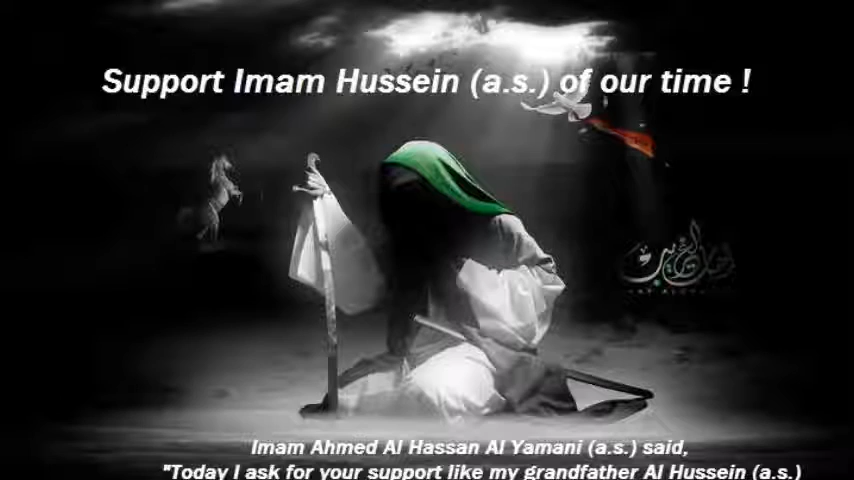 Support Imam Hussein (a.s.) of our time !
Imam Ahmed Al Hassan Al Yamani (a.s.) said,
"Today I ask for your support like my grandfather Al Hussein (a.s.)